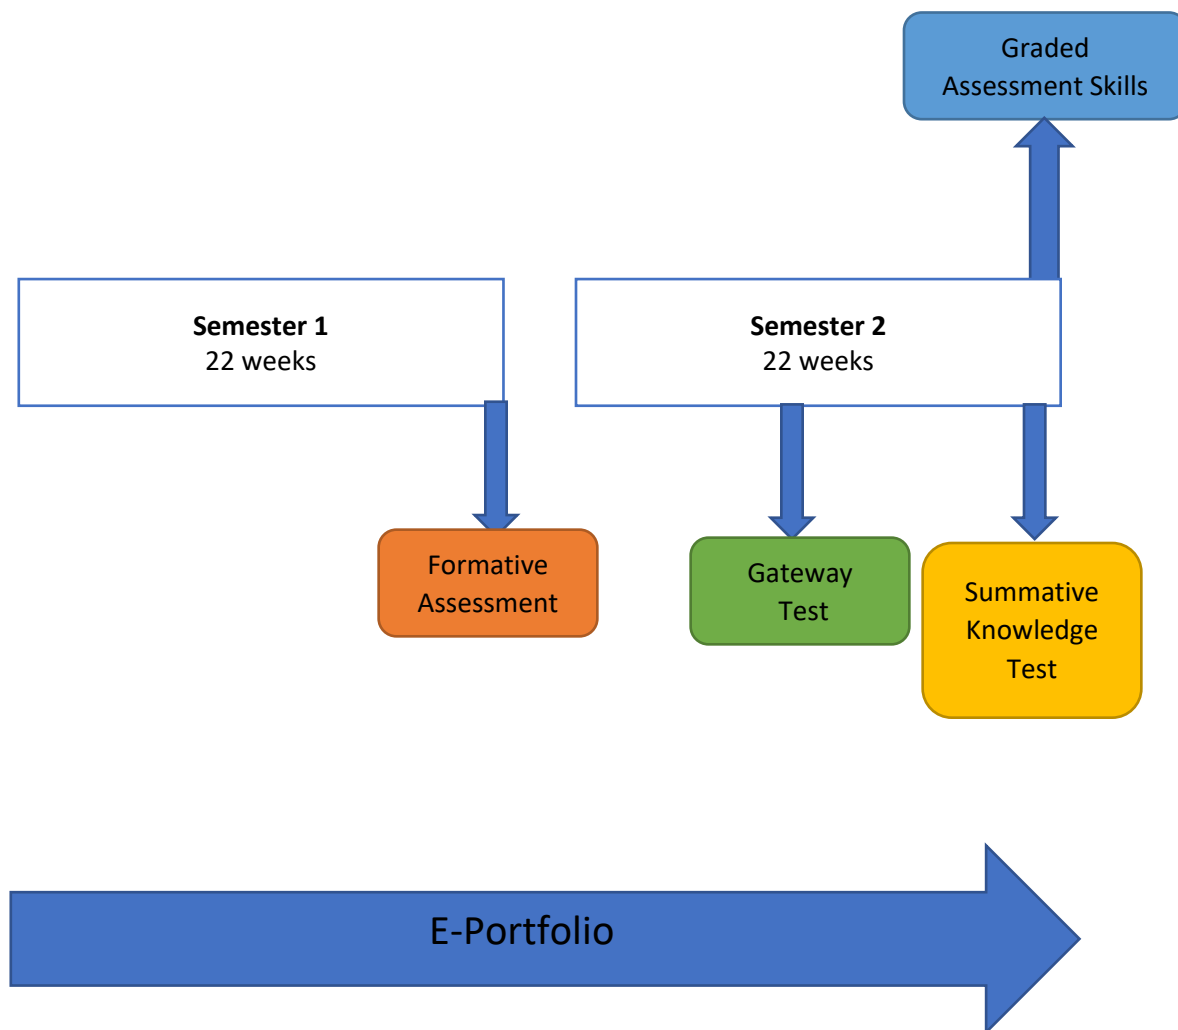 Graded
Assessment Skills
Semester 1
22 weeks
Semester 2
22 weeks
Formative
Assessment
Gateway
Test
Summative
Knowledge
Test
E-Portfolio